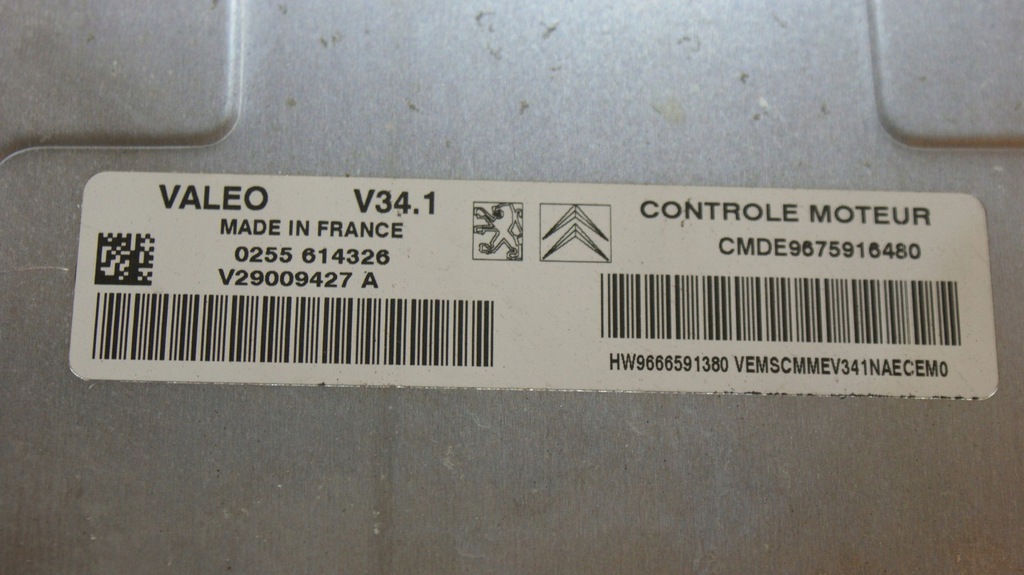 VALEO V34.1
MADE IN FRANCE
0255 614326
V29009427 A
CONTROLE MOTEUR
CMDE9675916480
HW9666591380 VEMSCMMEV341NAECEM0